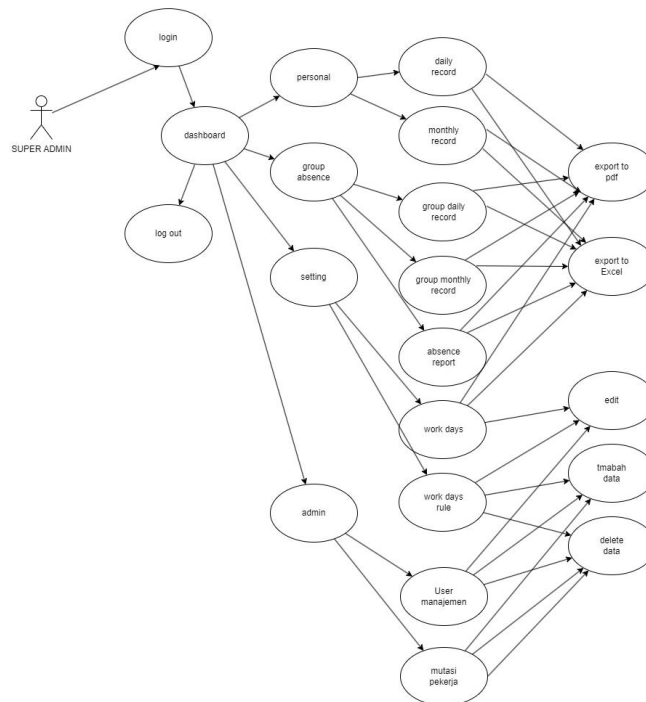 login
SUPER ADMIN
dashboard
log out
personal
group
absence
setting
admin
daily
record
monthly
record
group daily
record
group monthly
record
absence
report
work days
work days
rule
User
manajemen
mutasi
pekerja
export to
pdf
export to
Excel
edit
tmabah
data
delete
data